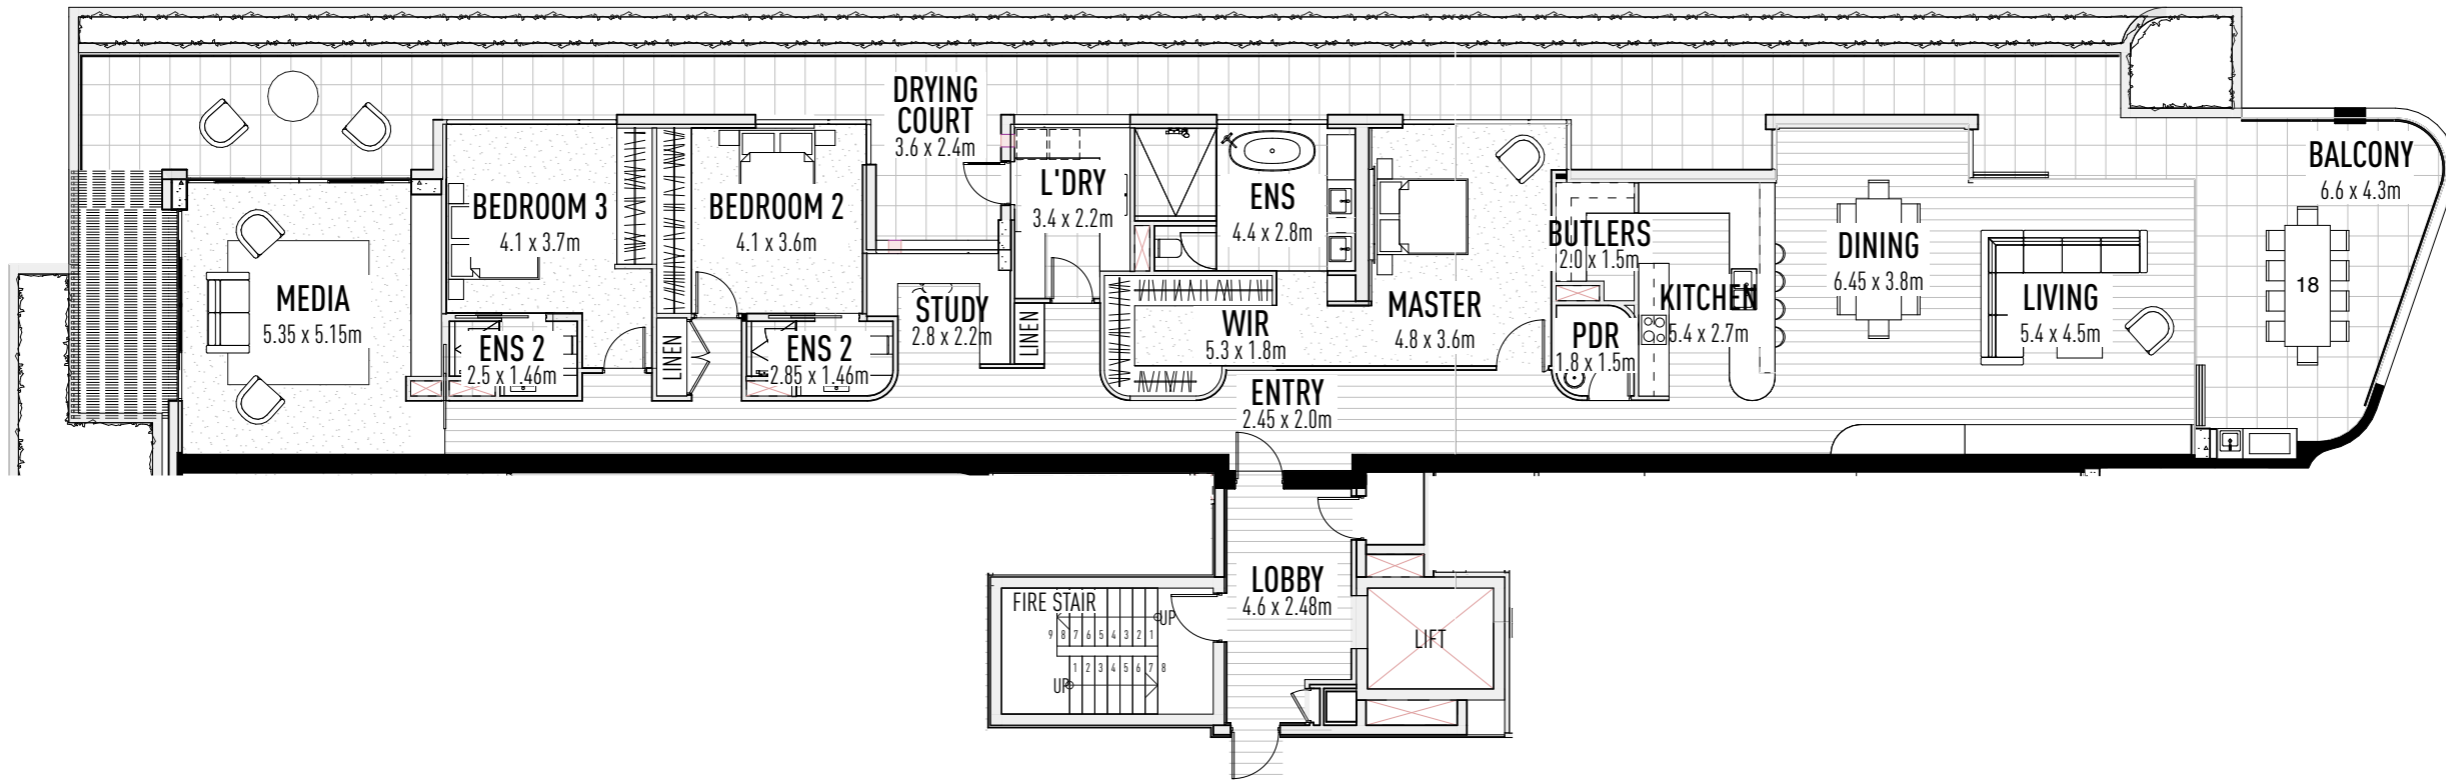 DRYING
COURT
3.6 x 2.4m
BALCONY
6.6 x 4.3m
BEDROOM 3
4.1 x 3.7m
BEDROOM 2
4.1 x 3.6m
L'DRY
3.4 x 2.2m
ENS
4.4 x 2.8m
BUTLERS
2.0 x 1.5m
DINING
6.45 x 3.8m
18
MEDIA
5.35 x 5.15m
STUDY
2.8 x 2.2m
WIR
5.3 x 1.8m
MASTER
4.8 x 3.6m
KITCHEN
5.4 x 2.7m
LIVING
5.4 x 4.5m
ENS 2
2.5 x 1.46m
LINEN
ENS 2
2.85 x 1.46m
LINEN
PDR
1.8 x 1.5m
ENTRY
2.45 x 2.0m
LOBBY
4.6 x 2.48m
FIRE STAIR
UP
9 8 7 6 5 4 3 2 1
1 2 3 4 5 6 7 8
UP
LIFT